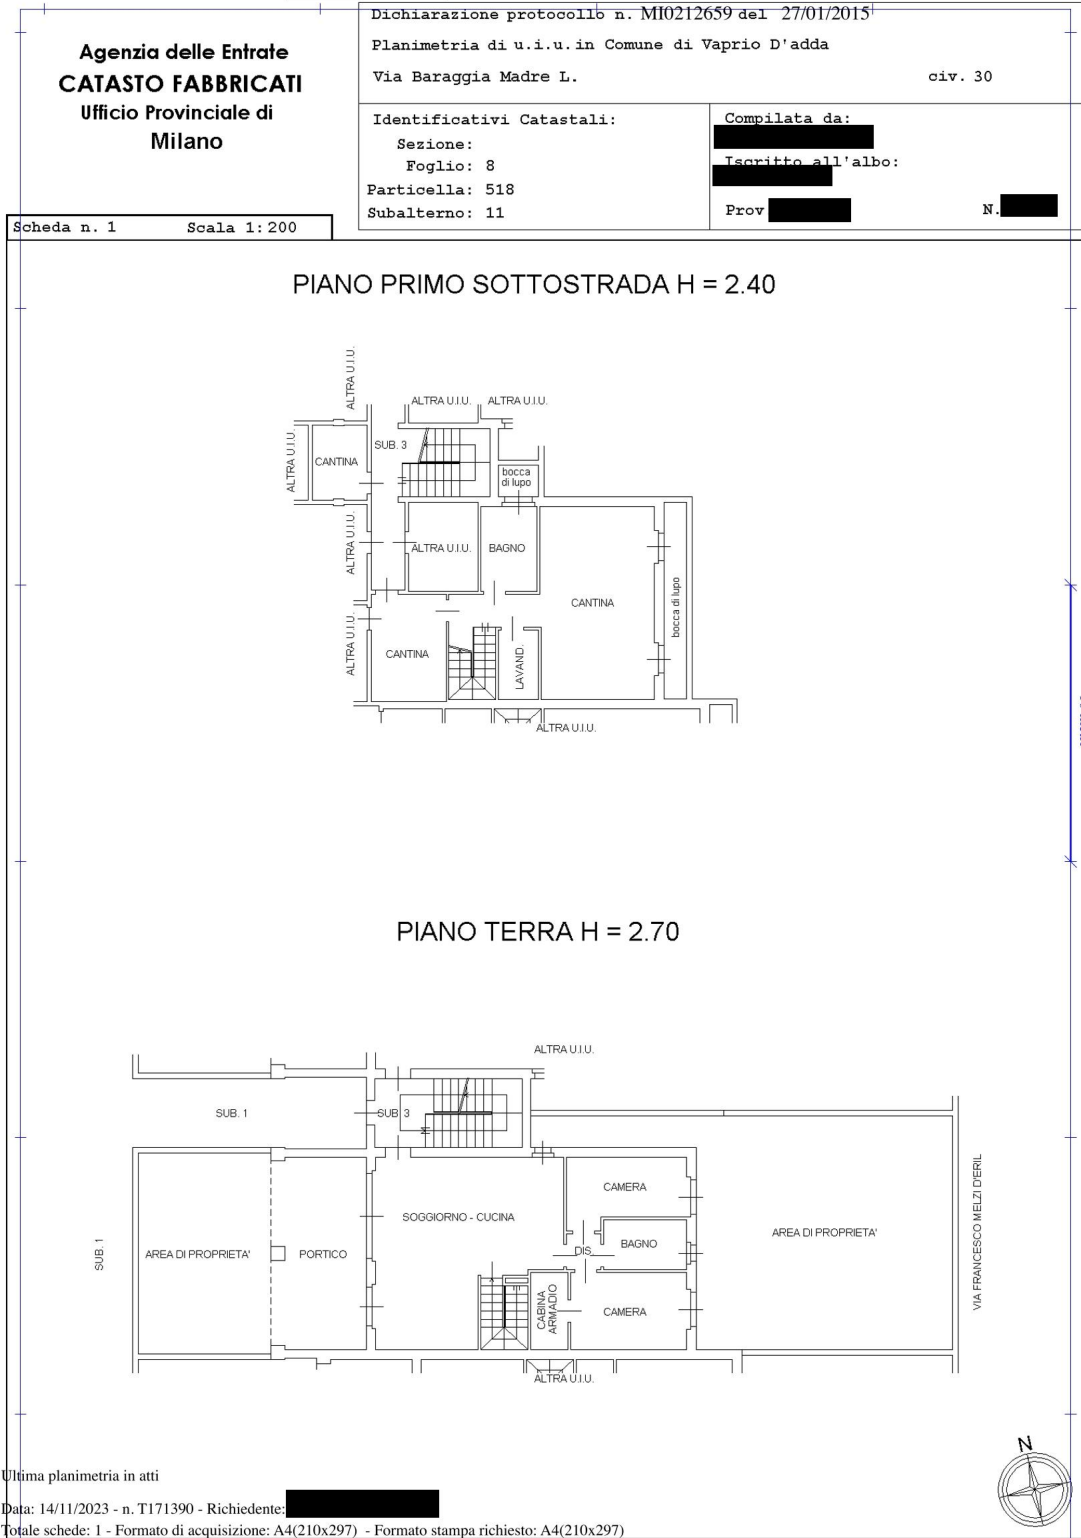 Agenzia delle Entrate
CATASTO FABBRICATI
Ufficio Provinciale di
Milano
Dichiarazione protocollo n. MI0212659 del 27/01/2015
Planimetria di u.i.u. in Comune di Vaprio D'adda
Via Baraggia Madre L. civ. 30
Identificativi Catastali:
Sezione:
Foglio: 8
Particella: 518
Subalterno: 11
Compilata da:
Iscritto all'albo:
Prov N.
Scheda n. 1 Scala 1:200
PIANO PRIMO SOTTOSTRADA H = 2.40
ALTRA U.I.U.
ALTRA U.I.U. ALTRA U.I.U.
ALTRA U.I.U.
CANTINA
SUB. 3
bocca
di lupo
ALTRA U.I.U.
ALTRA U.I.U.
BAGNO
CANTINA
bocca di lupo
ALTRA U.I.U.
CANTINA
LAVAND.
ALTRA U.I.U.
PIANO TERRA H = 2.70
ALTRA U.I.U.
SUB. 1
SUB 3
CAMERA
SOGGIORNO - CUCINA
AREA DI PROPRIETA'
VIA FRANCESCO MELZI D'ERIL
SUB. 1
AREA DI PROPRIETA'
PORTICO
DIS
BAGNO
CABINA
ARMADIO
CAMERA
ALTRA U.I.U.
N
Ultima planimetria in atti
Data: 14/11/2023 - n. T171390 - Richiedente:
Totale schede: 1 - Formato di acquisizione: A4(210x297) - Formato stampa richiesto: A4(210x297)